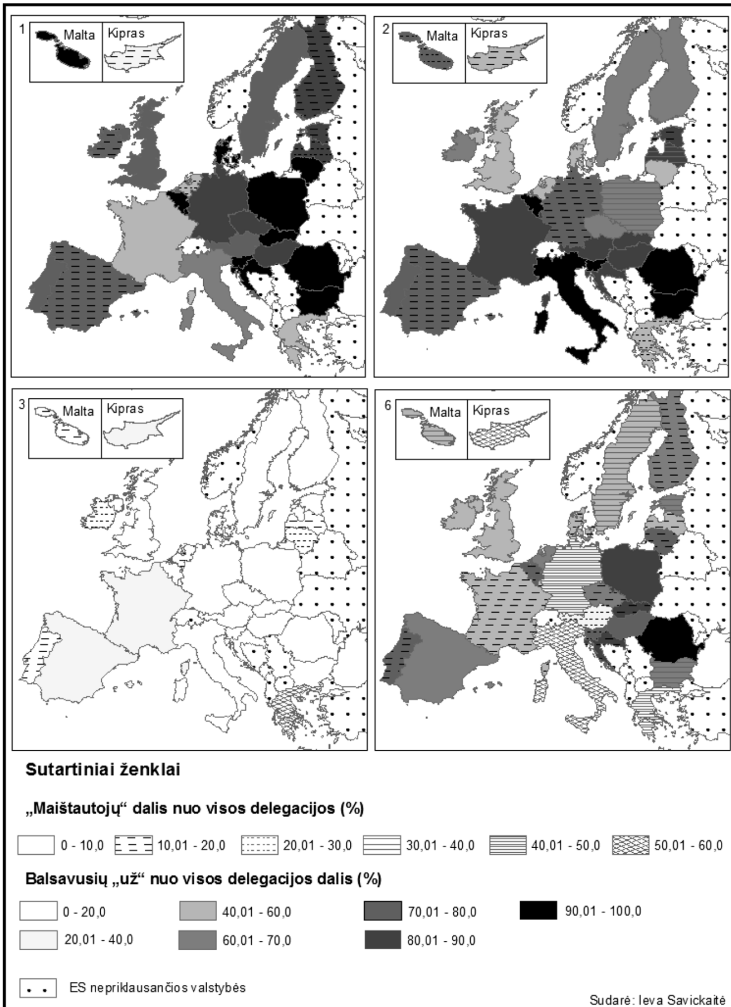 1 Malta Kipras
2 Malta Kipras
3 Malta Kipras
6 Malta Kipras
Sutartiniai ženklai
„Maištautojų“ dalis nuo visos delegacijos (%)
0 - 10,0 10,01 - 20,0 20,01 - 30,0 30,01 - 40,0 40,01 - 50,0 50,01 - 60,0
Balsavusių „už“ nuo visos delegacijos dalis (%)
0 - 20,0 40,01 - 60,0 70,01 - 80,0 90,01 - 100,0
20,01 - 40,0 60,01 - 70,0 80,01 - 90,0
ES nepriklausančios valstybės
Sudarė: Ieva Savickaitė